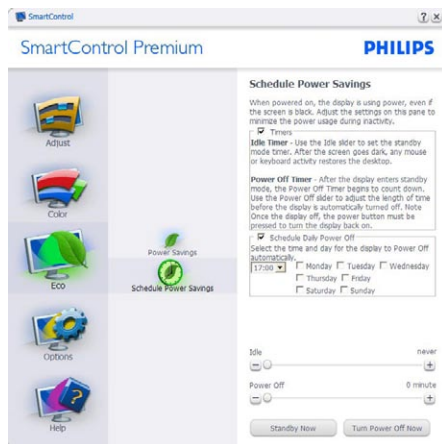 SmartControl
SmartControl Premium
PHILIPS
Adjust
Color
Eco
Options
Help
Power Savings
Schedule Power Savings
Schedule Power Savings
When powered on, the display is using power, even if
the screen is black. Adjust the settings on this pane to
minimize the power usage during inactivity.
Timers
Idle Timer - Use the Idle slider to set the standby
mode timer. After the screen goes dark, any mouse
or keyboard activity restores the desktop.
Power Off Timer - After the display enters standby
mode, the Power Off Timer begins to count down.
Use the Power Off slider to adjust the length of time
before the display is automatically turned off. Note
Once the display off, the power button must be
pressed to turn the display back on.
Schedule Daily Power Off
Select the time and day for the display to Power Off
automatically.
17:00 Monday Tuesday Wednesday
Thursday Friday
Saturday Sunday
Idle never
Power Off 0 minute
Standby Now Turn Power Off Now